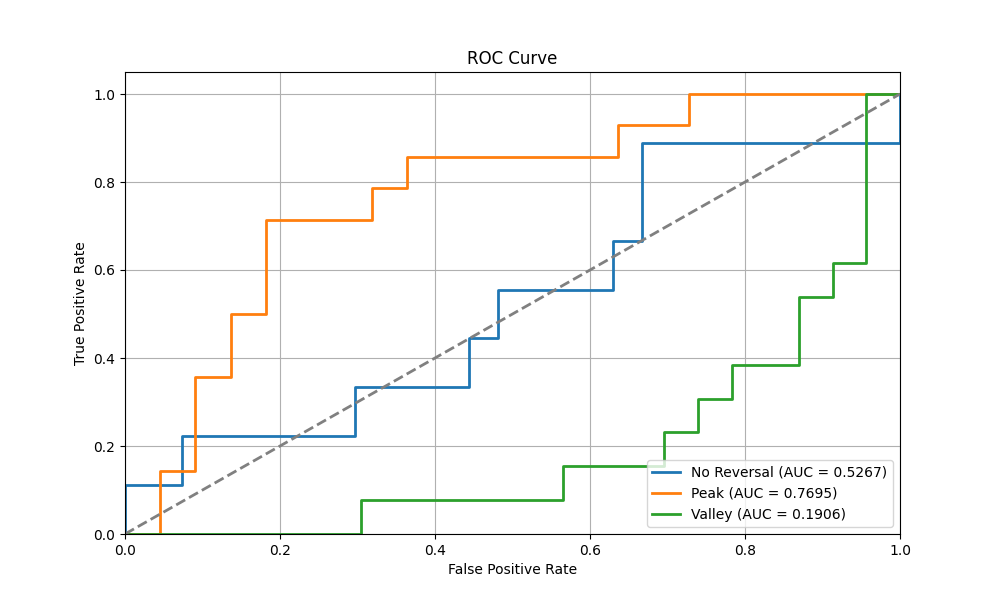 ROC Curve
True Positive Rate
1.0
0.8
0.6
0.4
0.2
0.0
0.0 0.2 0.4 0.6 0.8 1.0
False Positive Rate
No Reversal (AUC = 0.5267)
Peak (AUC = 0.7695)
Valley (AUC = 0.1906)